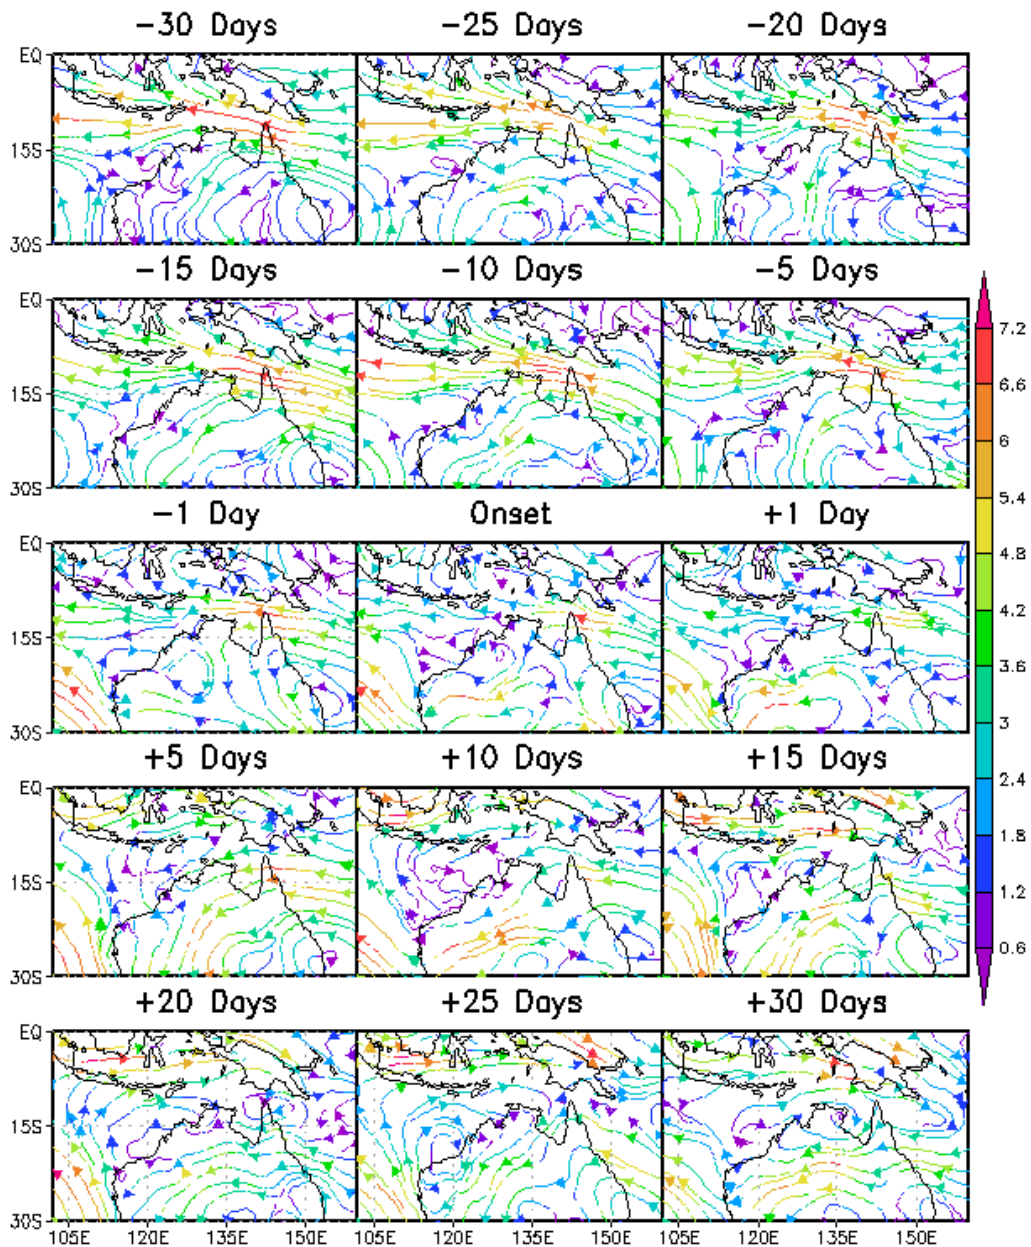 -30 Days -25 Days -20 Days
EQ
15S
30S
-15 Days -10 Days -5 Days
EQ
15S
30S
-1 Day Onset +1 Day
EQ
15S
30S
+5 Days +10 Days +15 Days
EQ
15S
30S
+20 Days +25 Days +30 Days
EQ
15S
30S
105E 120E 135E 150E 105E 120E 135E 150E 105E 120E 135E 150E
7.2
6.6
6
5.4
4.8
4.2
3.6
3
2.4
1.8
1.2
0.6